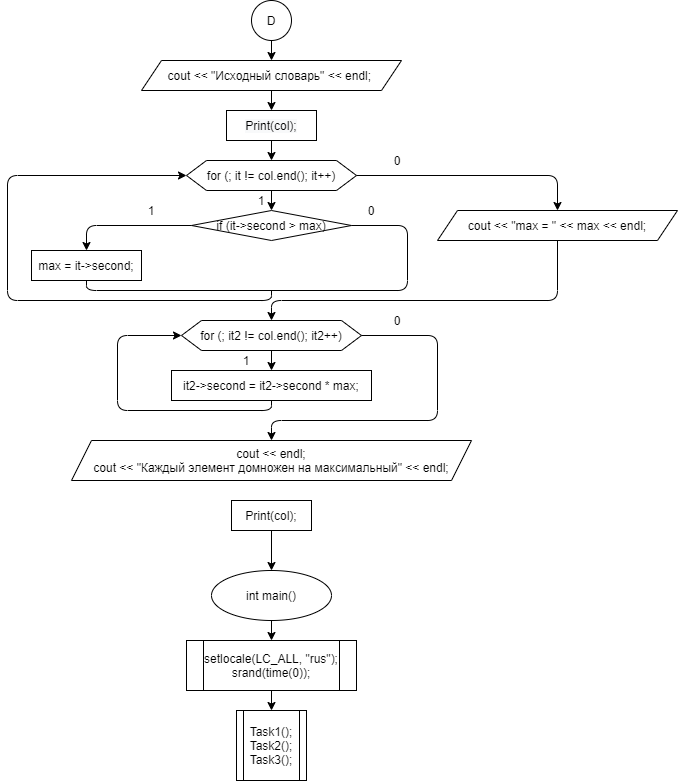 D
cout << "Исходный словарь" << endl;
Print(col);
for (; it != col.end(); it++)
0
1
if (it->second > max)
1
0
cout << "max = " << max << endl;
max = it->second;
for (; it2 != col.end(); it2++)
0
1
it2->second = it2->second * max;
cout << endl;
cout << "Каждый элемент домножен на максимальный" << endl;
Print(col);
int main()
setlocale(LC_ALL, "rus");
srand(time(0));
Task1();
Task2();
Task3();